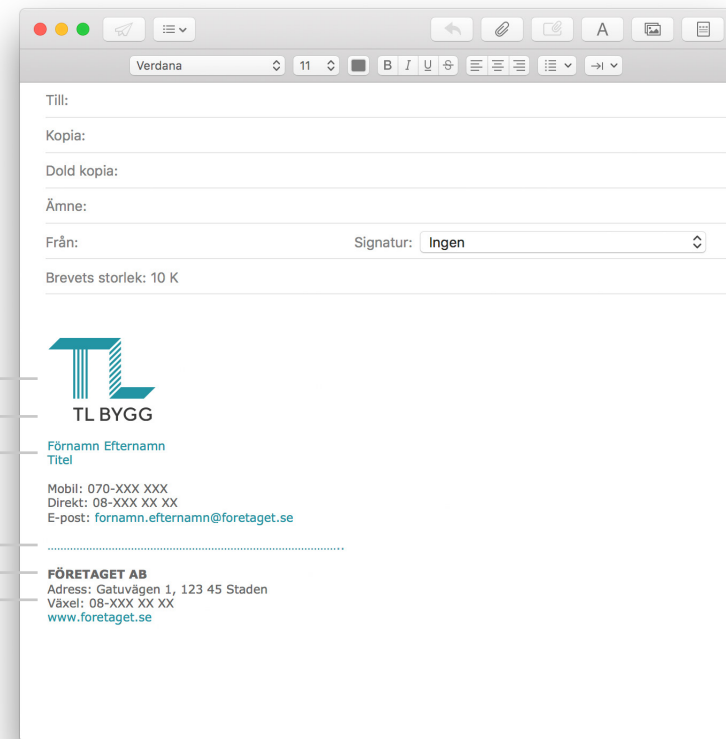 Verdana 11 B I U S
A
Till:
Kopia:
Dold kopia:
Ämne:
Från: Signatur: Ingen
Brevets storlek: 10 K
TL
TL BYGG
Förnamn Efternamn
Titel
Mobil: 070-XXX XXX
Direkt: 08-XXX XX XX
E-post: fornamn.efternamn@foretaget.se
FÖRETAGET AB
Adress: Gatuvägen 1, 123 45 Staden
Växel: 08-XXX XX XX
www.foretaget.se